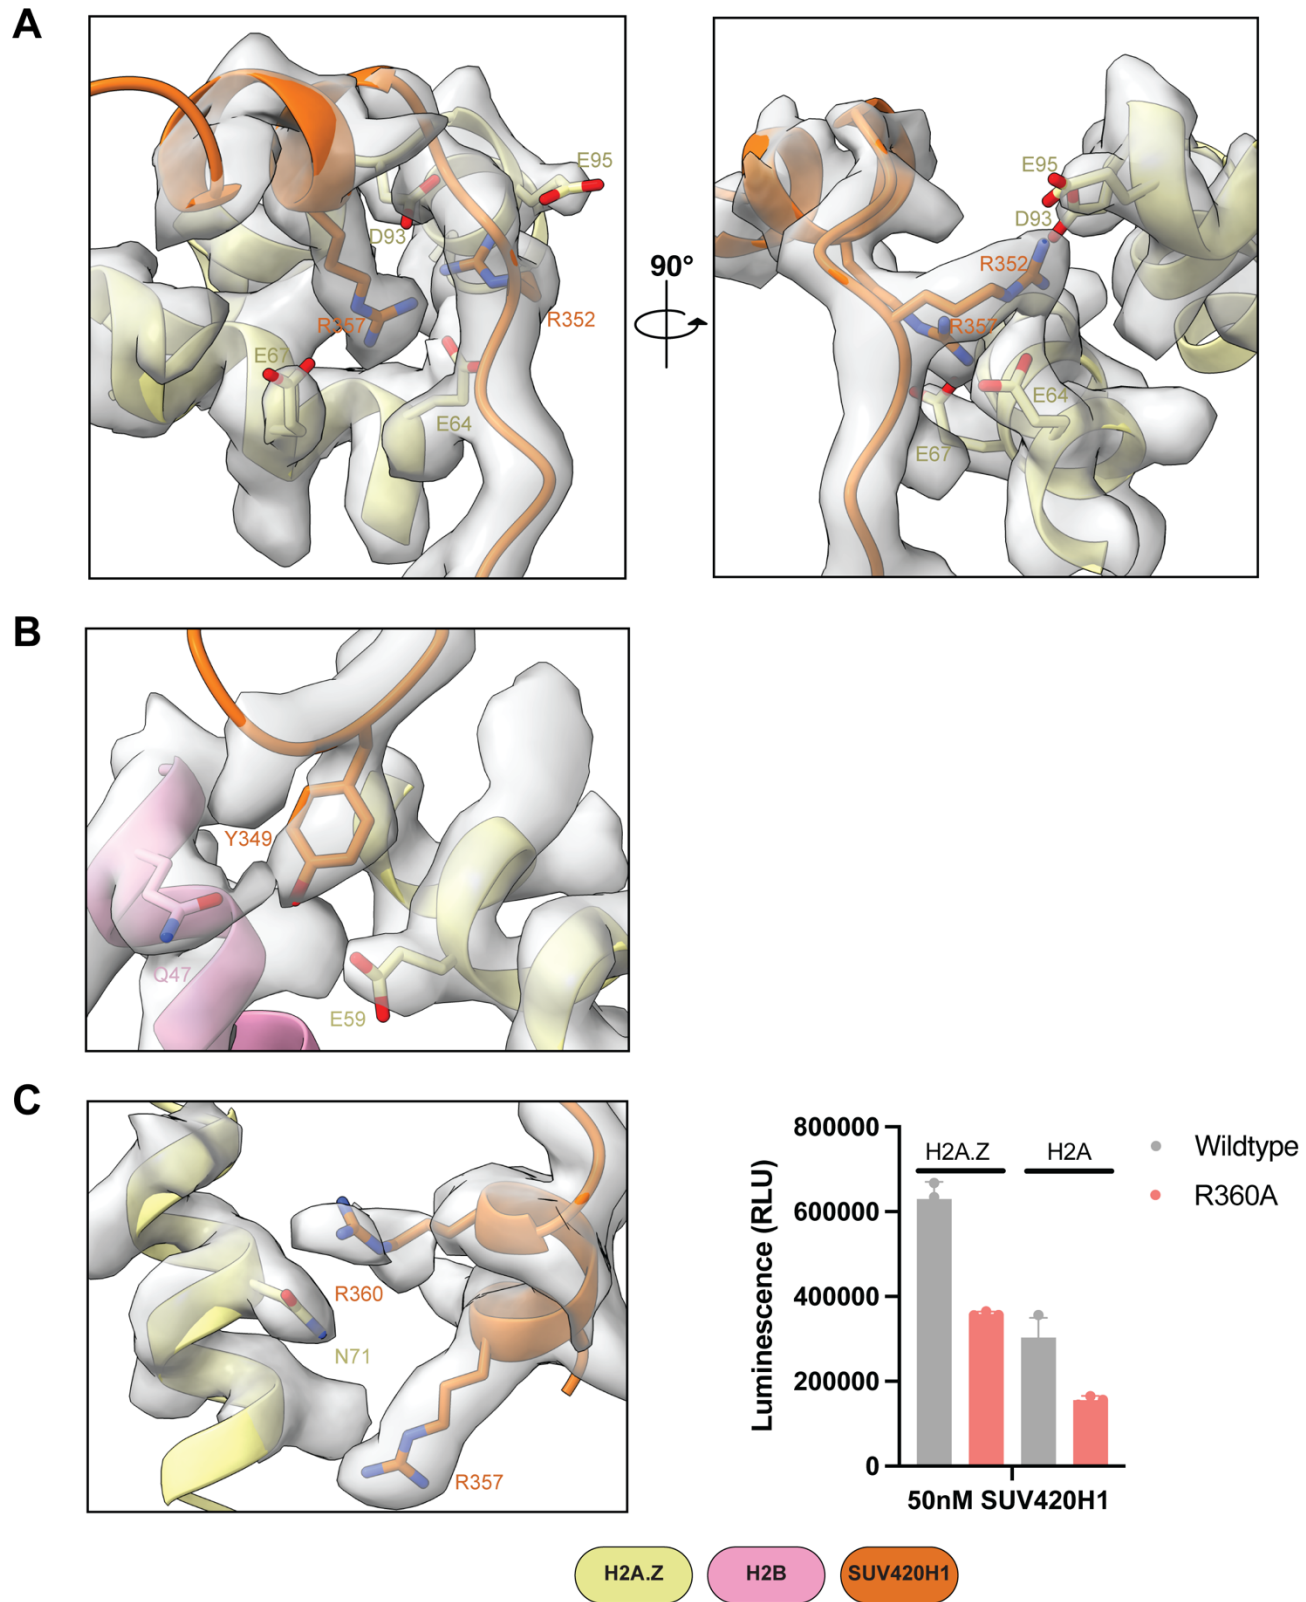 A
E95
D93
R357
R352
E67
E64
90°
E95
D93
R352
R357
E64
E67
B
Y349
Q47
E59
C
R360
N71
R357
800000
600000
400000
200000
0
Luminescence (RLU)
H2A.Z
H2A
Wildtype
R360A
50nM SUV420H1
H2A.Z
H2B
SUV420H1